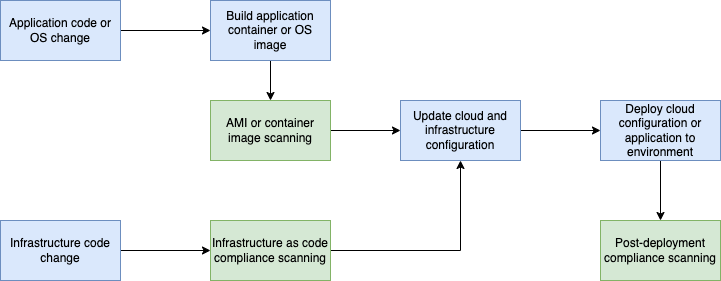 Application code or
OS change
Build application
container or OS
image
AMI or container
image scanning
Update cloud and
infrastructure
configuration
Deploy cloud
configuration or
application to
environment
Infrastructure code
change
Infrastructure as code
compliance scanning
Post-deployment
compliance scanning